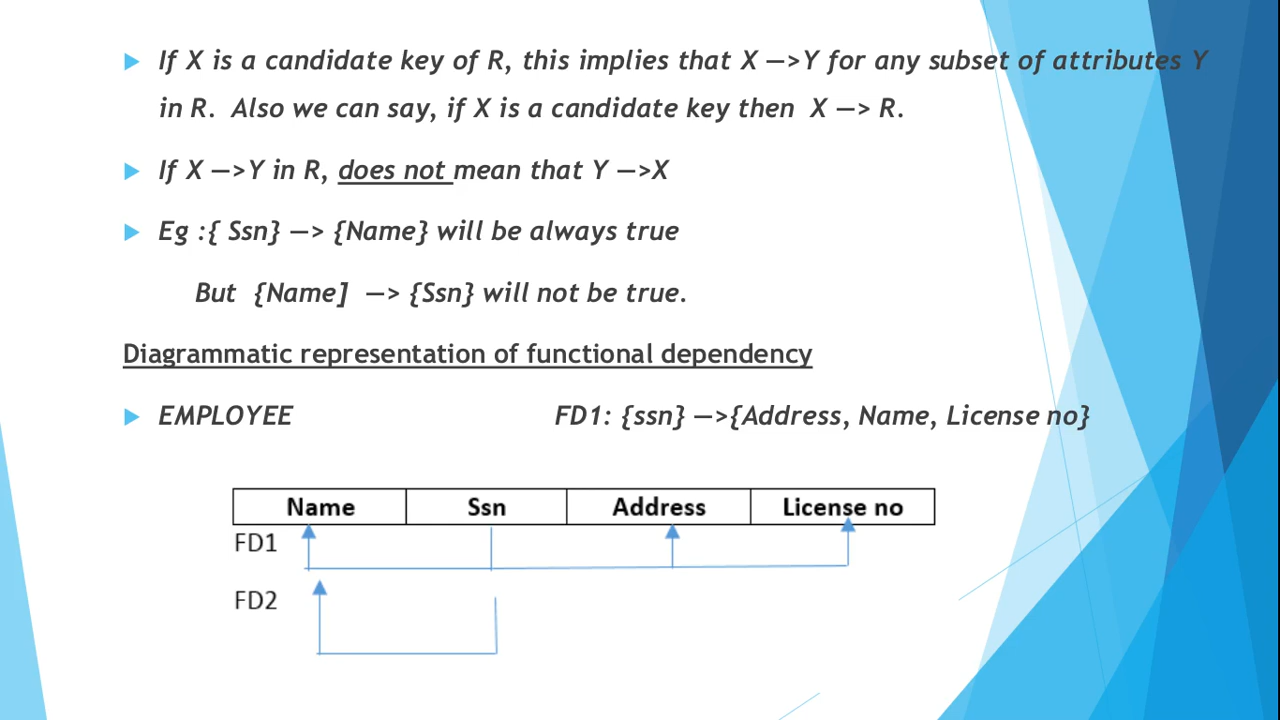 If X is a candidate key of R, this implies that X —>Y for any subset of attributes Y
in R. Also we can say, if X is a candidate key then X —> R.
If X —>Y in R, does not mean that Y —>X
Eg :{ Ssn} —> {Name} will be always true
But {Name] —> {Ssn} will not be true.
Diagrammatic representation of functional dependency
EMPLOYEE FD1: {ssn} —>{Address, Name, License no}
Name Ssn Address License no
FD1
FD2